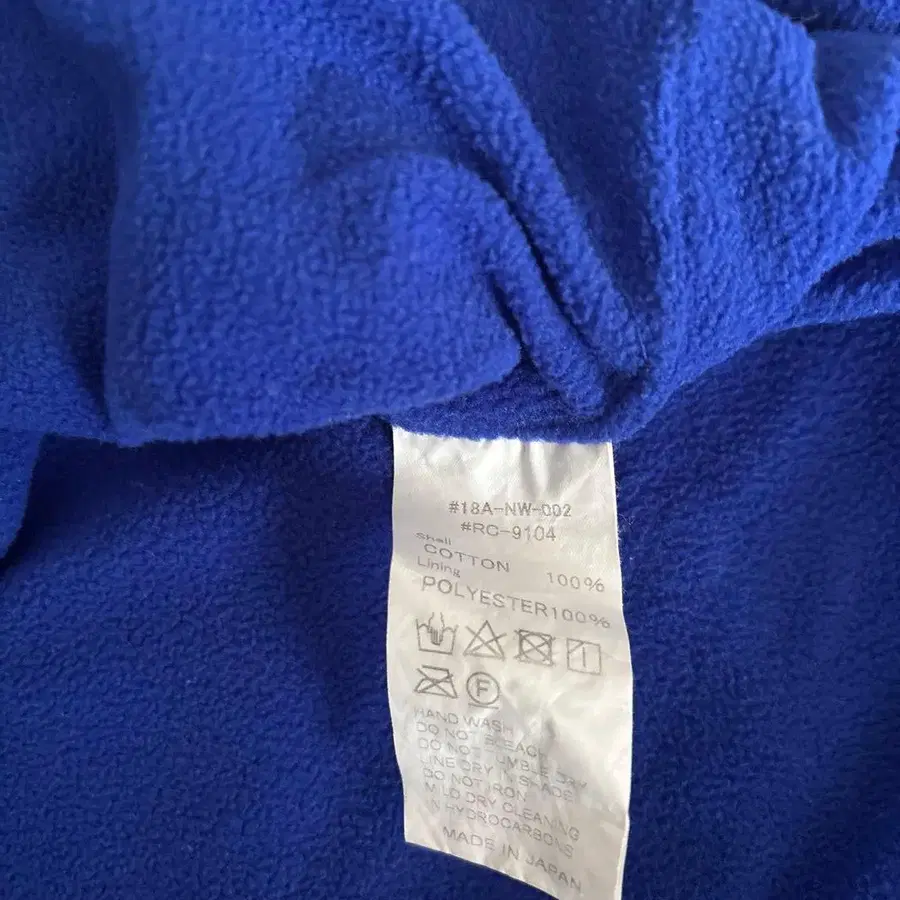 #18A-NW-002
#RC-9104
Shell
COTTON 100%
Lining
POLYESTER100%
F
HAND WASH
DO NOT BLEACH
DO NOT TUMBLE DRY
LINE DRY IN SHADE
DO NOT IRON
MILD DRY CLEANING
IN HYDROCARBONS
MADE IN JAPAN